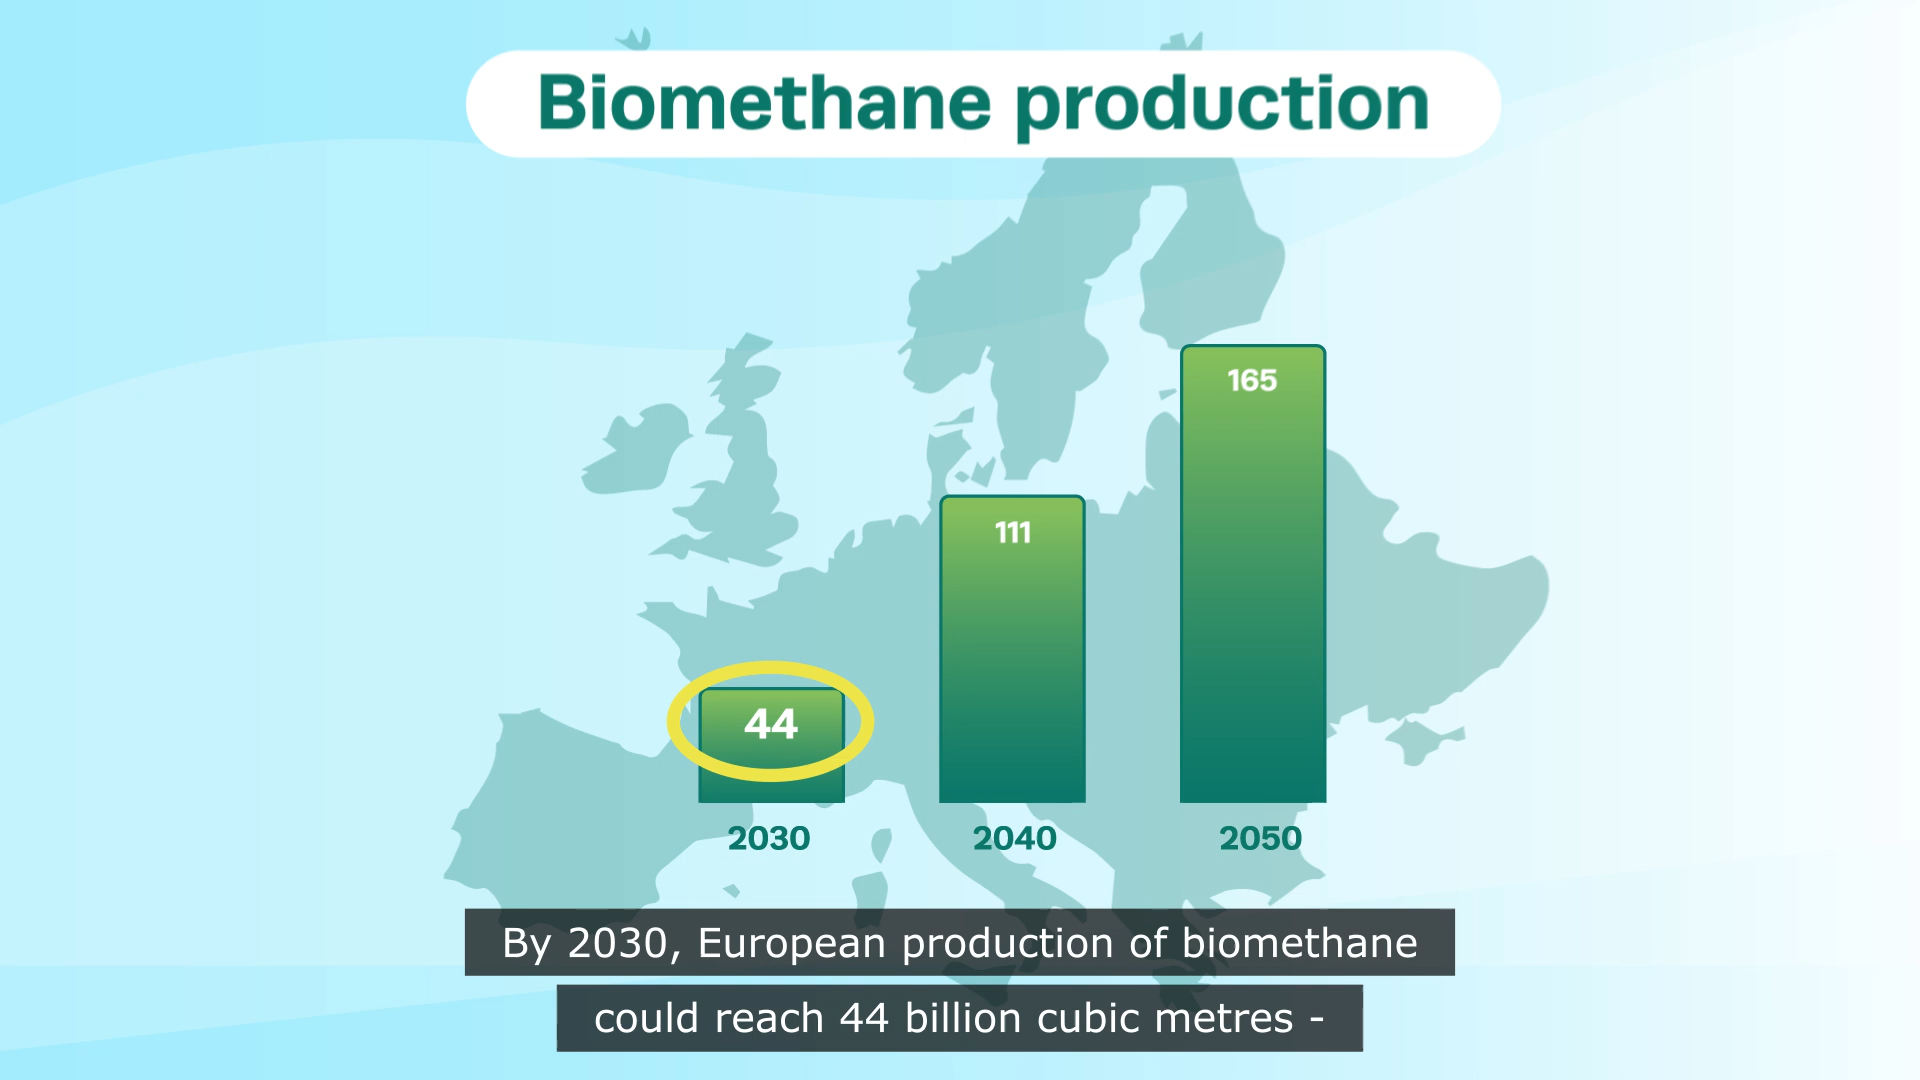 Biomethane production
165
111
44
2030 2040 2050
By 2030, European production of biomethane
could reach 44 billion cubic metres -